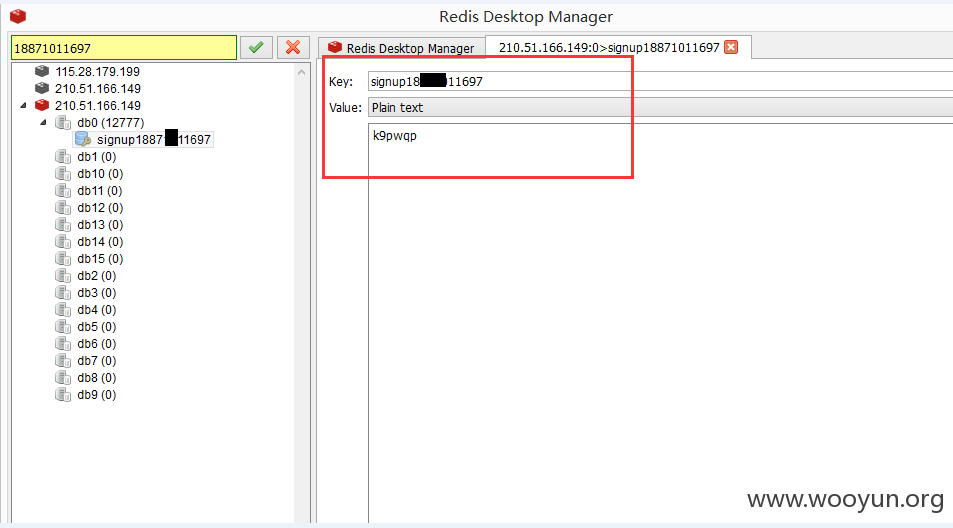 Redis Desktop Manager
18871011697
Redis Desktop Manager
210.51.166.149:0>signup18871011697
115.28.179.199
210.51.166.149
210.51.166.149
db0 (12777)
signup1887 11697
db1 (0)
db10 (0)
db11 (0)
db12 (0)
db13 (0)
db14 (0)
db15 (0)
db2 (0)
db3 (0)
db4 (0)
db5 (0)
db6 (0)
db7 (0)
db8 (0)
db9 (0)
Key:
signup18 11697
Value:
Plain text
k9pwqp
www.wooyun.org